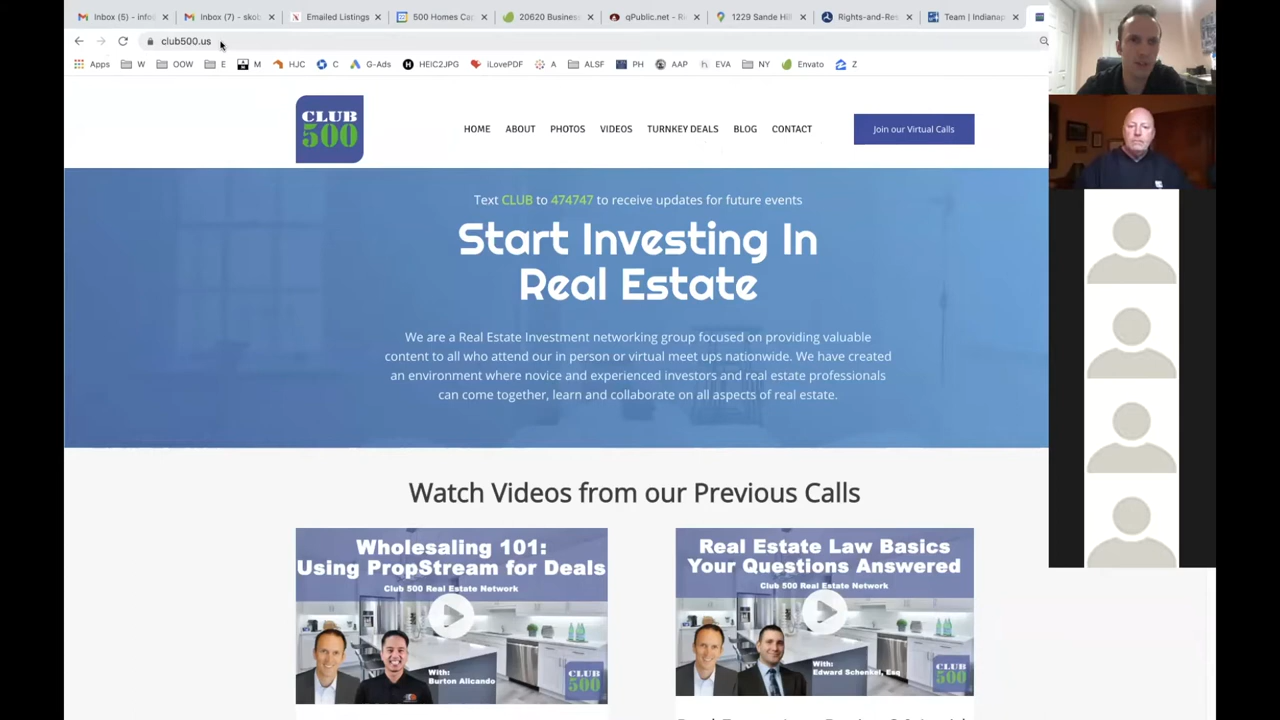 Inbox (5) - infoi
Inbox (7) - skob
Emailed Listings
500 Homes Ca
20620 Business
qPublic.net - R
1229 Sande Hill
Rights-and-Res
Team | Indianap
club500.us
Apps
W
OOW
E
M
HJC
C
G-Ads
HEIC2JPG
iLovePDF
A
ALSF
PH
AAP
EVA
NY
Envato
Z
CLUB
500
HOME
ABOUT
PHOTOS
VIDEOS
TURNKEY DEALS
BLOG
CONTACT
Join our Virtual Calls
Text CLUB to 474747 to receive updates for future events
Start Investing In
Real Estate
We are a Real Estate Investment networking group focused on providing valuable
content to all who attend our in person or virtual meet ups nationwide. We have created
an environment where novice and experienced investors and real estate professionals
can come together, learn and collaborate on all aspects of real estate.
Watch Videos from our Previous Calls
Wholesaling 101:
Using PropStream for Deals
Club 500 Real Estate Network
With:
Burton Alicando
CLUB
500
Real Estate Law Basics
Your Questions Answered
Club 500 Real Estate Network
With:
Edward Schenkel, Esq
CLUB
500